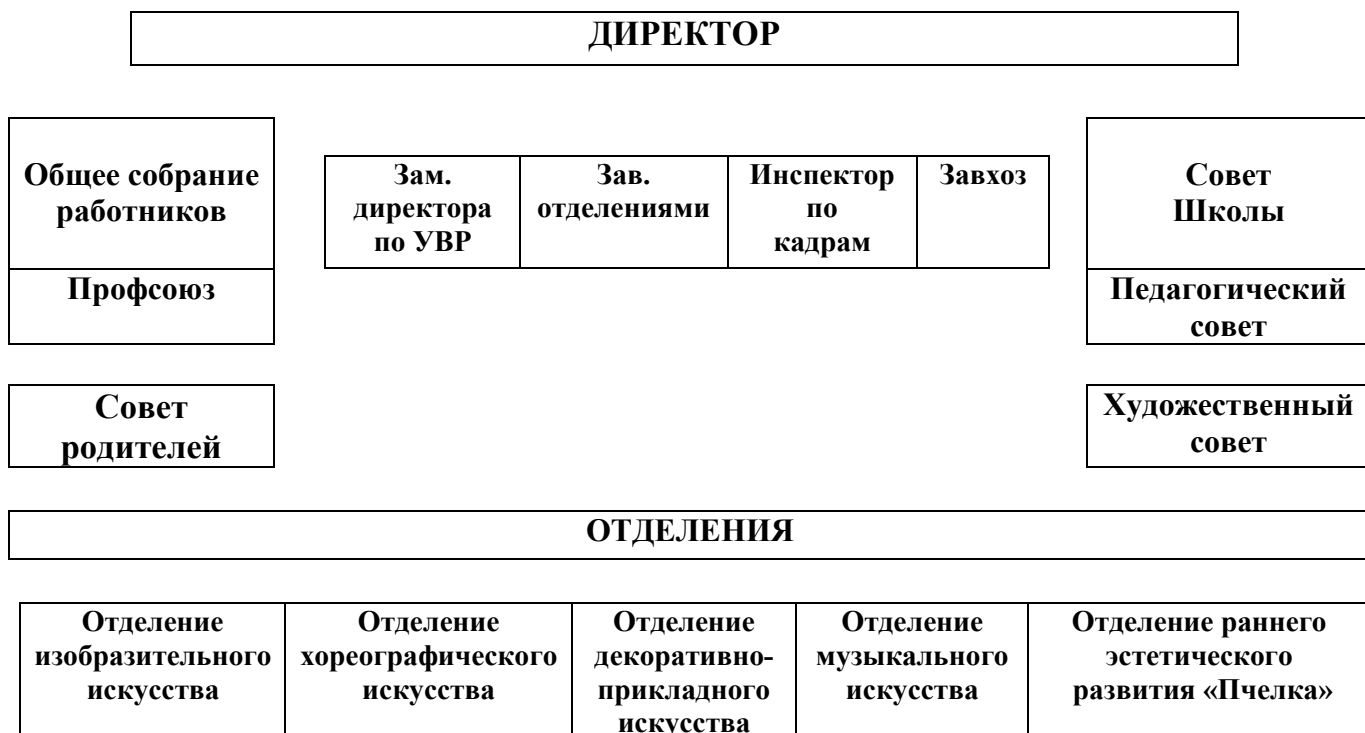 ДИРЕКТОР
Общее собрание
работников
Профсоюз
Зам.
директора
по УВР
Зав.
отделениями
Инспектор
по
кадрам
Завхоз
Совет
Школы
Педагогический
совет
Совет
родителей
Художественный
совет
ОТДЕЛЕНИЯ
Отделение
изобразительного
искусства
Отделение
хореографического
искусства
Отделение
декоративно-
прикладного
искусства
Отделение
музыкального
искусства
Отделение раннего
эстетического
развития «Пчелка»